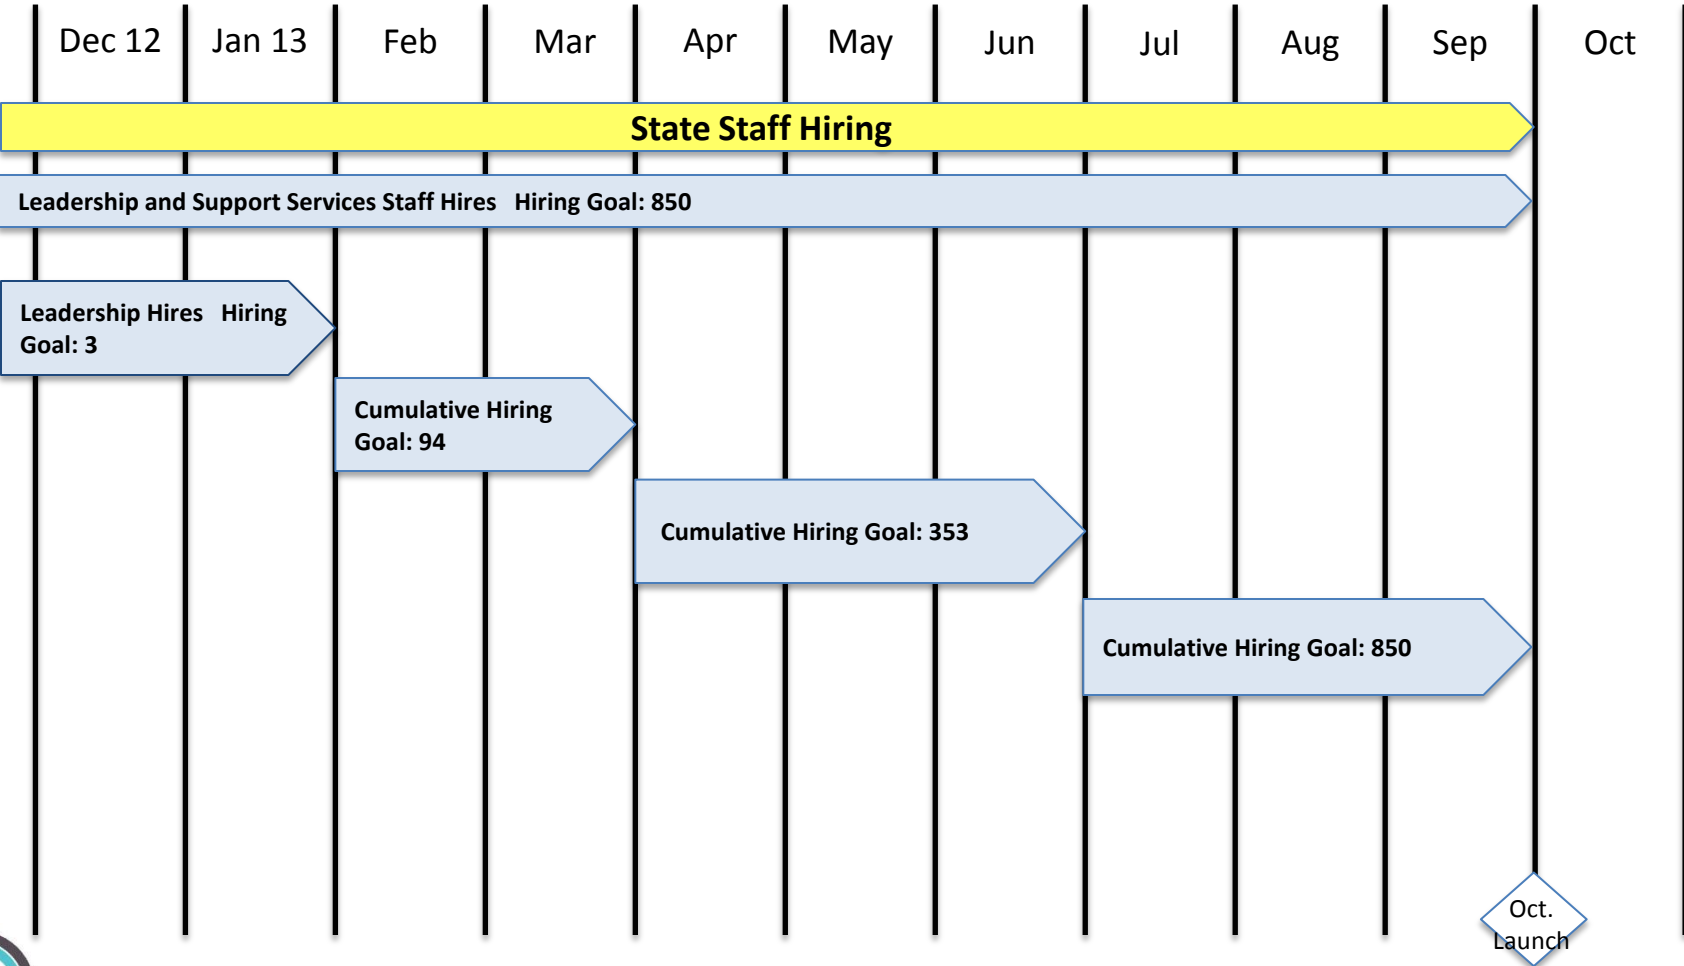 Dec 12 Jan 13 Feb Mar Apr May Jun Jul Aug Sep Oct
State Staff Hiring
Leadership and Support Services Staff Hires Hiring Goal: 850
Leadership Hires Hiring
Goal: 3
Cumulative Hiring
Goal: 94
Cumulative Hiring Goal: 353
Cumulative Hiring Goal: 850
Oct.
Launch